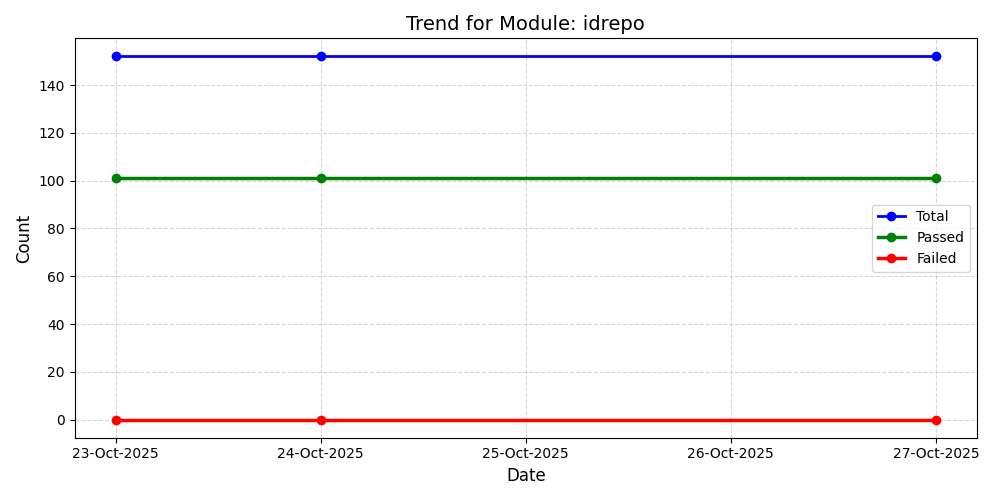 Trend for Module: idrepo
Count
140
120
100
80
60
40
20
0
Total
Passed
Failed
23-Oct-2025
24-Oct-2025
25-Oct-2025
26-Oct-2025
27-Oct-2025
Date